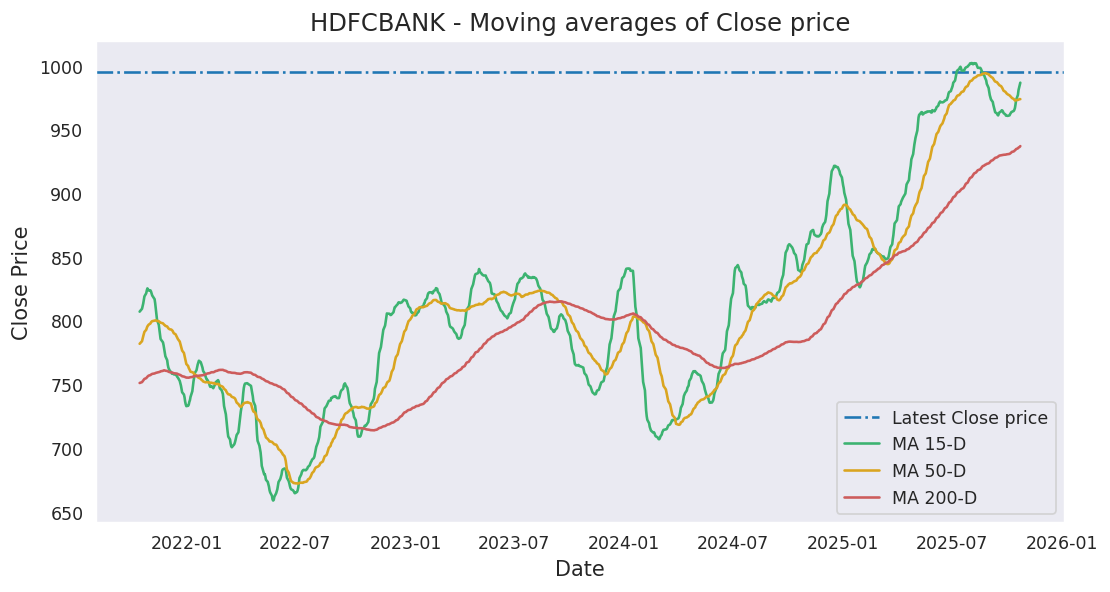 HDFCBANK - Moving averages of Close price
Close Price
1000
950
900
850
800
750
700
650
Latest Close price
MA 15-D
MA 50-D
MA 200-D
2022-01 2022-07 2023-01 2023-07 2024-01 2024-07 2025-01 2025-07 2026-01
Date